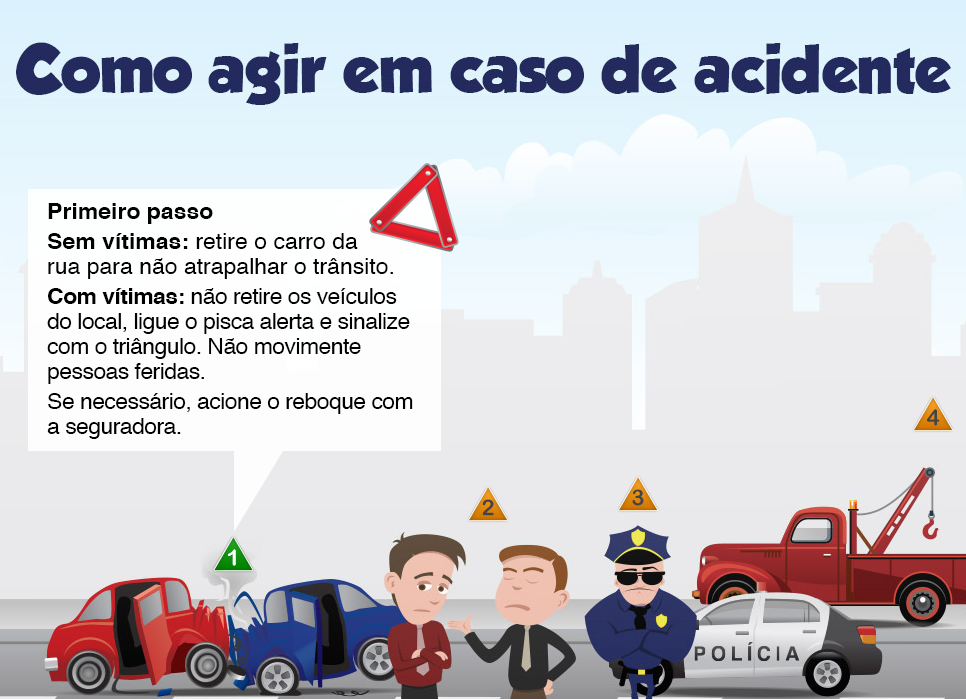 Como agir em caso de acidente
Primeiro passo
Sem vítimas: retire o carro da
rua para não atrapalhar o trânsito.
Com vítimas: não retire os veículos
do local, ligue o pisca alerta e sinalize
com o triângulo. Não movimente
pessoas feridas.
Se necessário, acione o reboque com
a seguradora.
4
3
2
1
POLÍCIA